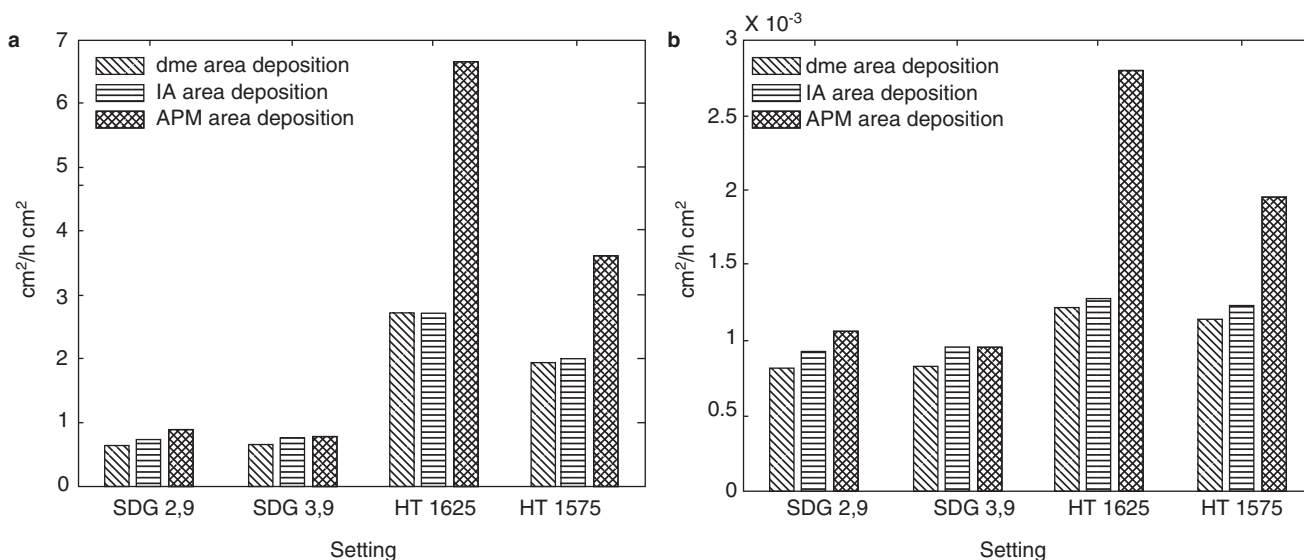 a
7
6
5
4
3
2
1
0
cm²/h cm²
dme area deposition
IA area deposition
APM area deposition
SDG 2,9
SDG 3,9
HT 1625
HT 1575
Setting
b
X 10⁻³
3
2.5
2
1.5
1
0.5
0
cm²/h cm²
dme area deposition
IA area deposition
APM area deposition
SDG 2,9
SDG 3,9
HT 1625
HT 1575
Setting